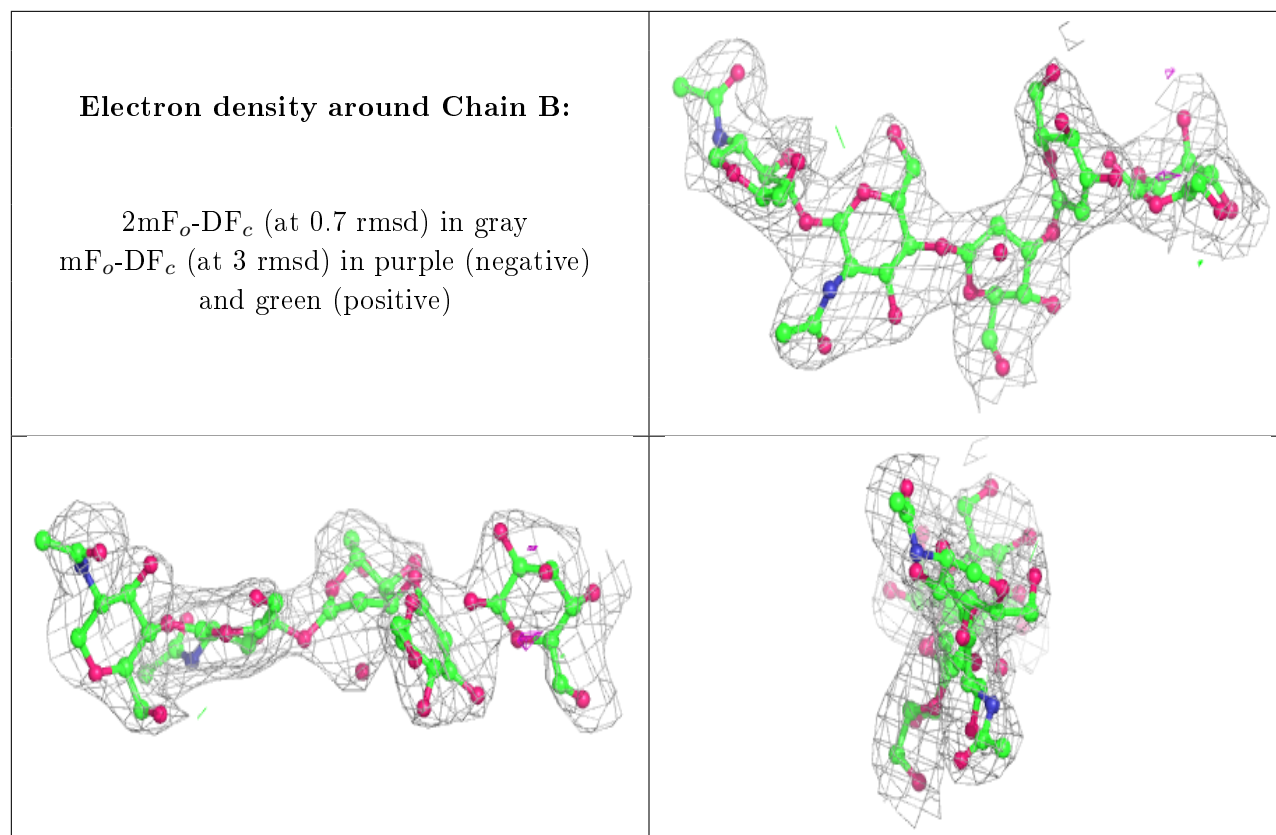 Electron density around Chain B:
2mFₒ-DF𝒸 (at 0.7 rmsd) in gray
mFₒ-DF𝒸 (at 3 rmsd) in purple (negative)
and green (positive)